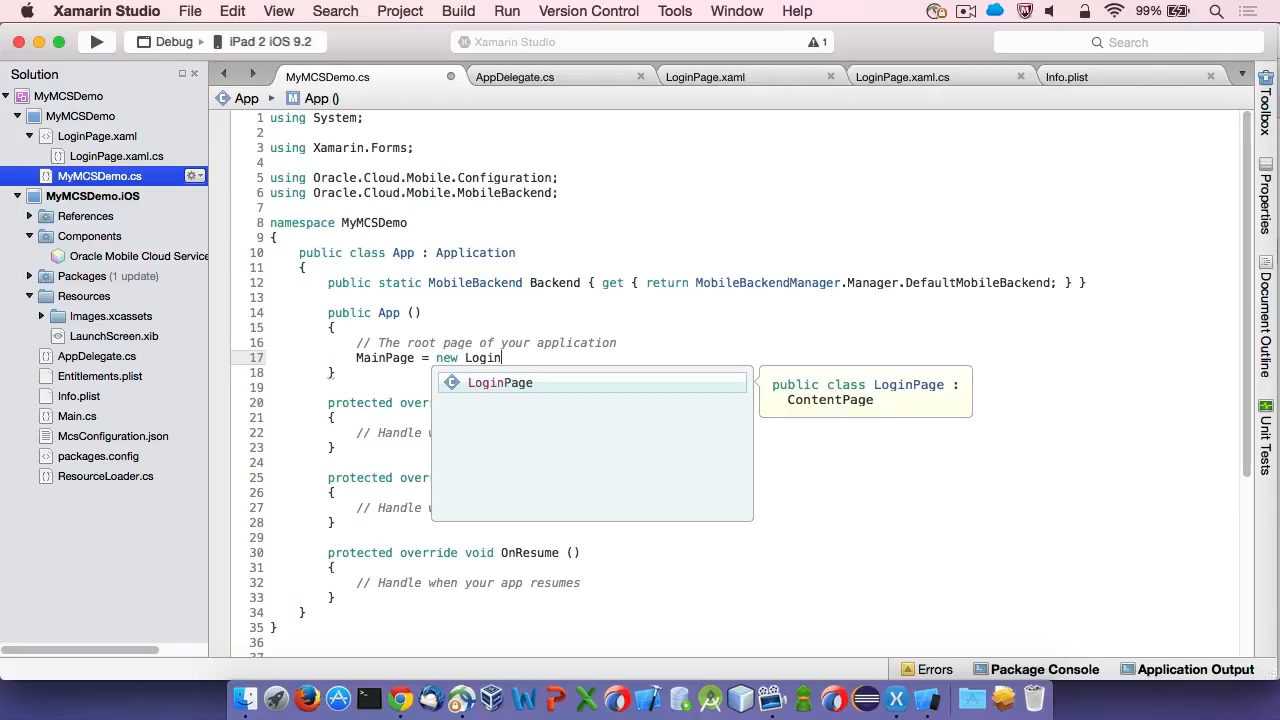 Xamarin Studio File Edit View Search Project Build Run Version Control Tools Window Help 99%
Debug iPad 2 iOS 9.2 Xamarin Studio 1 Search
Solution
MyMCSDemo
MyMCSDemo
LoginPage.xaml
LoginPage.xaml.cs
MyMCSDemo.cs
MyMCSDemo.iOS
References
Components
Oracle Mobile Cloud Service
Packages (1 update)
Resources
Images.xcassets
LaunchScreen.xib
AppDelegate.cs
Entitlements.plist
Info.plist
Main.cs
McsConfiguration.json
packages.config
ResourceLoader.cs
MyMCSDemo.cs AppDelegate.cs LoginPage.xaml LoginPage.xaml.cs Info.plist
App M App ()
1 using System;
2
3 using Xamarin.Forms;
4
5 using Oracle.Cloud.Mobile.Configuration;
6 using Oracle.Cloud.Mobile.MobileBackend;
7
8 namespace MyMCSDemo
9 {
10 public class App : Application
11 {
12 public static MobileBackend Backend { get { return MobileBackendManager.Manager.DefaultMobileBackend; } }
13
14 public App ()
15 {
16 // The root page of your application
17 MainPage = new Login
18 }
19
20 protected over
21 {
22 // Handle w
23 }
24
25 protected over
26 {
27 // Handle w
28 }
29
30 protected override void OnResume ()
31 {
32 // Handle when your app resumes
33 }
34 }
35 }
36
LoginPage
public class LoginPage :
ContentPage
Toolbox
Properties
Document Outline
Unit Tests
Errors Package Console Application Output